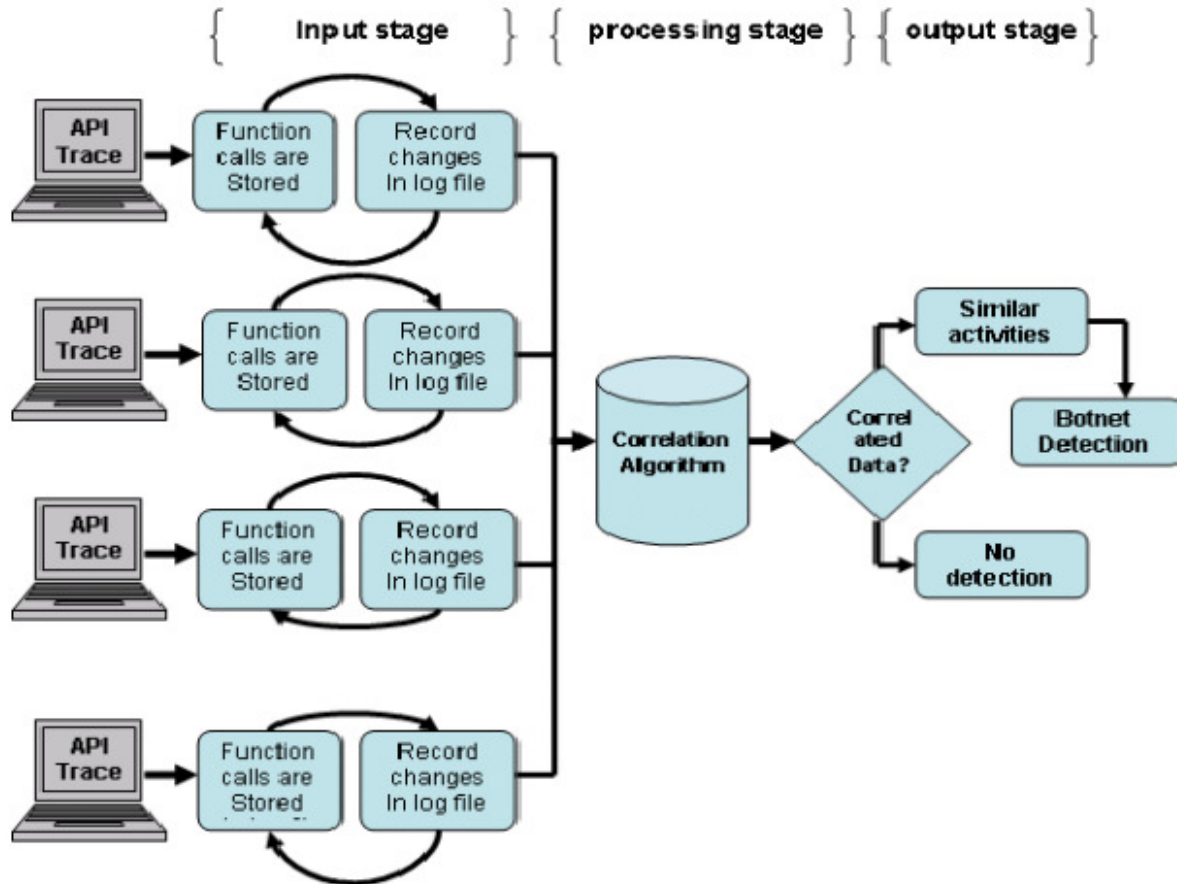 Input stage
processing stage
output stage
API
Trace
Function
calls are
Stored
Record
changes
In log file
API
Trace
Function
calls are
Stored
Record
changes
In log file
API
Trace
Function
calls are
Stored
Record
changes
In log file
API
Trace
Function
calls are
Stored
Record
changes
In log file
Correlation
Algorithm
Correl
ated
Data?
Similar
activities
Botnet
Detection
No
detection